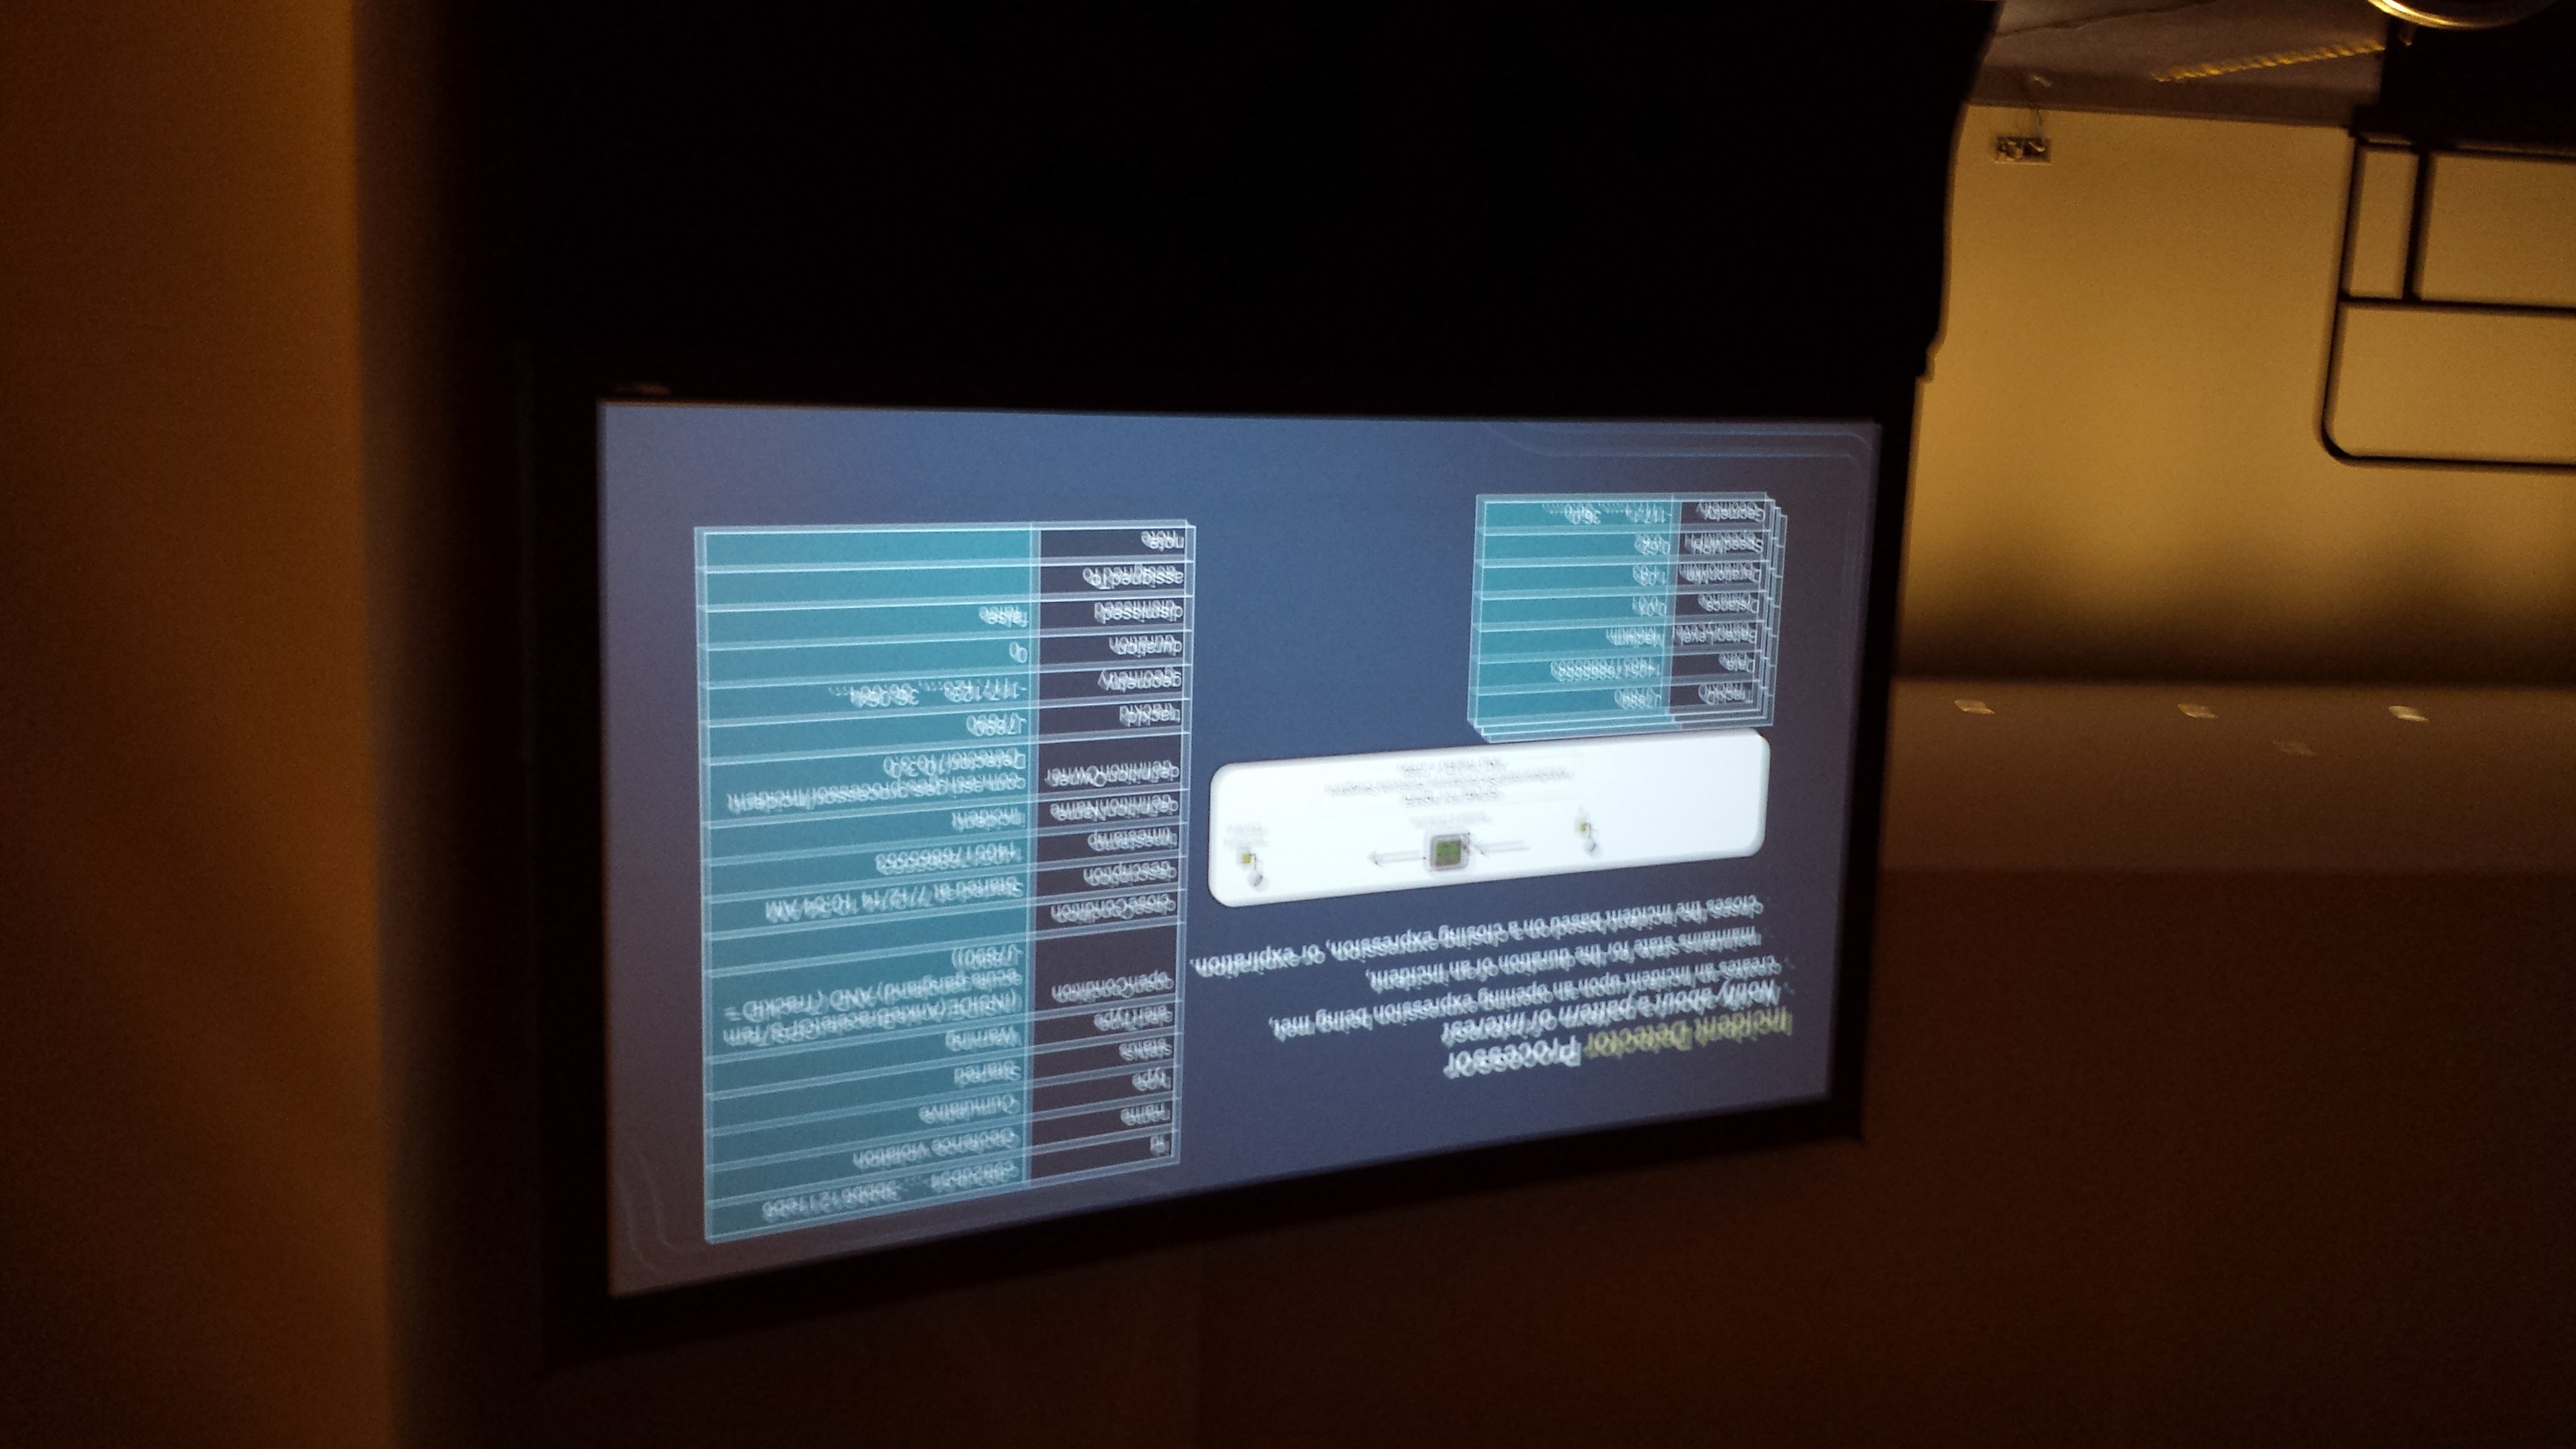 Incident Detector Processor
Notify about a pattern of interest
creates an incident upon an opening expression being met,
maintains state for the duration of an incident,
closes the incident based on a closing expression, or expiration.
TrackID J7890
Date 1405176865553
BatteryLevel Medium
Distance 0.01
DurationMin 1.03
SpeedMPH 0.62
Geometry -117.1…, 36.0…
id
name Geofence violation
type Cumulative
status Started
alertType Warning
openCondition ((INSIDE(AnkleBraceletGPS/Tem
ecula gangland) AND (TrackID =
J7890))
closeCondition
description Started at 7/12/14 10:54 AM
timestamp 1405176865553
definitionName incident
definitionOwner com.esri.ges.processor/Incident
Detector/10.3.0
trackId J7890
geometry -117.123…, 36.064…
duration 0
dismissed false
assignedTo
note